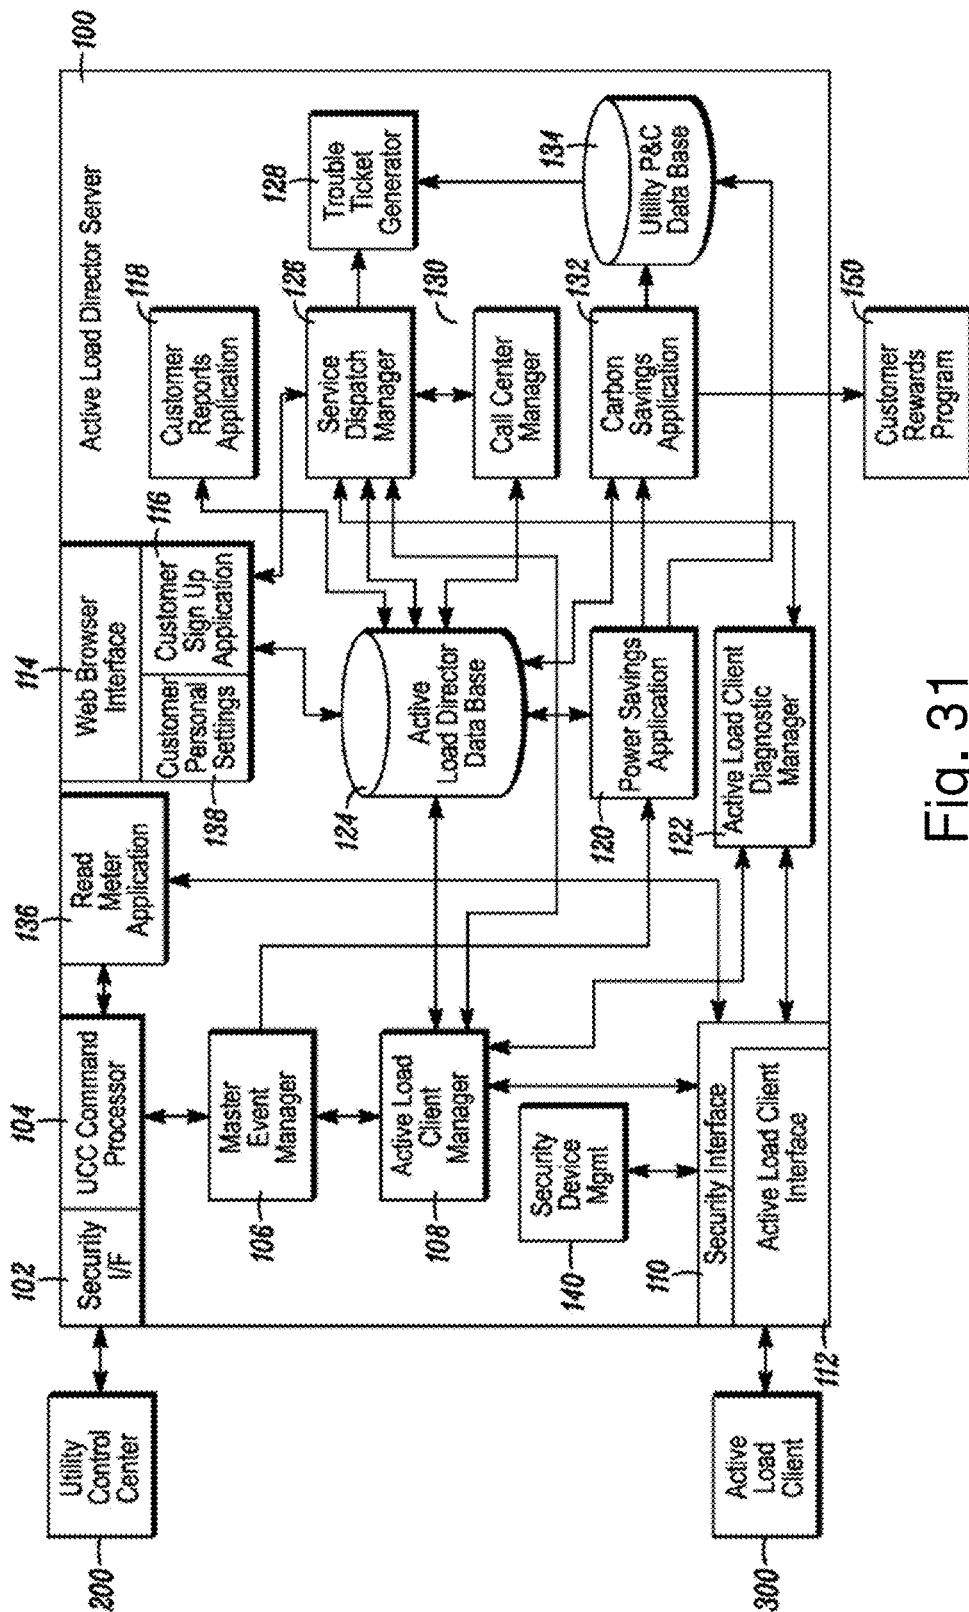 100
Active Load Director Server
114
Web Browser
Interface
116
Customer
Sign Up
Application
Customer
Personal
Settings
138
118
Customer
Reports
Application
136
Read
Meter
Application
104
UCC Command
Processor
102
Security
I/F
200
Utility
Control
Center
106
Master
Event
Manager
108
Active Load
Client
Manager
124
Active
Load Director
Data Base
126
Service
Dispatch
Manager
128
Trouble
Ticket
Generator
130
Call Center
Manager
132
Carbon
Savings
Application
134
Utility P&C
Data Base
120
Power Savings
Application
122
Active Load Client
Diagnostic
Manager
140
Security
Device
Mgmt
110
Security Interface
Active Load Client
Interface
112
300
Active
Load
Client
150
Customer
Rewards
Program
Fig. 31